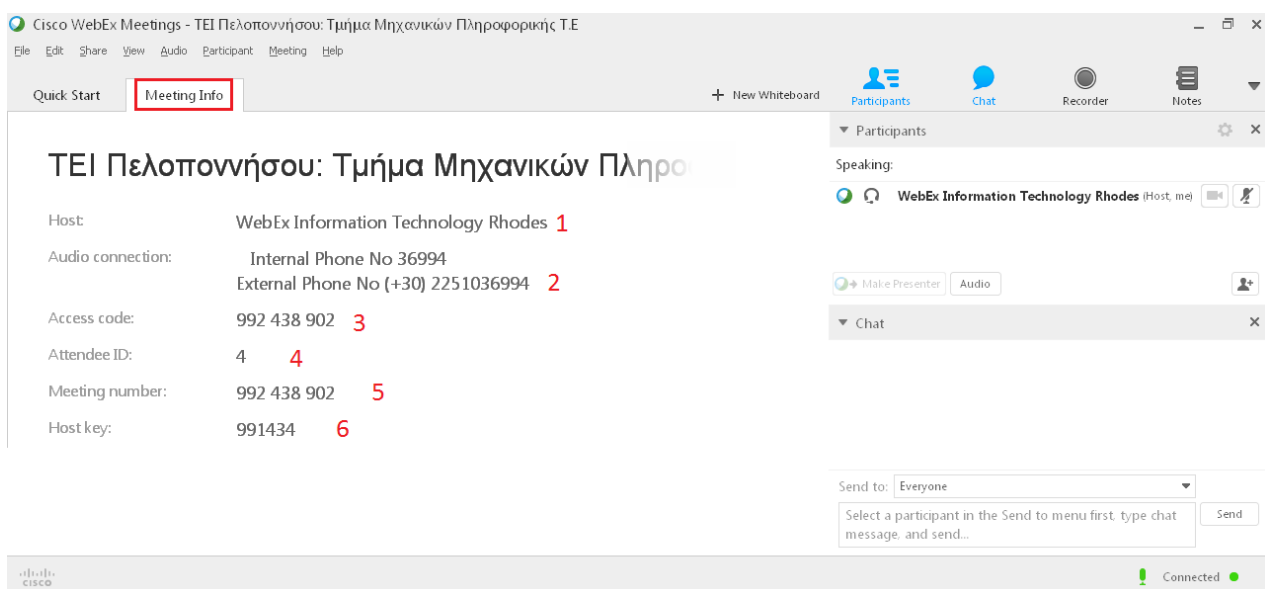 Cisco WebEx Meetings - ΤΕΙ Πελοποννήσου: Τμήμα Μηχανικών Πληροφορικής Τ.Ε
File Edit Share View Audio Participant Meeting Help
Quick Start Meeting Info + New Whiteboard Participants Chat Recorder Notes
Participants
ΤΕΙ Πελοποννήσου: Τμήμα Μηχανικών Πληρο
Speaking:
Host: WebEx Information Technology Rhodes 1
WebEx Information Technology Rhodes (Host, me)
Audio connection: Internal Phone No 36994
External Phone No (+30) 2251036994 2
Make Presenter Audio
Access code: 992 438 902 3
Chat
Attendee ID: 4 4
Meeting number: 992 438 902 5
Host key: 991434 6
Send to: Everyone
Select a participant in the Send to menu first, type chat
message, and send...
Send
cisco
Connected